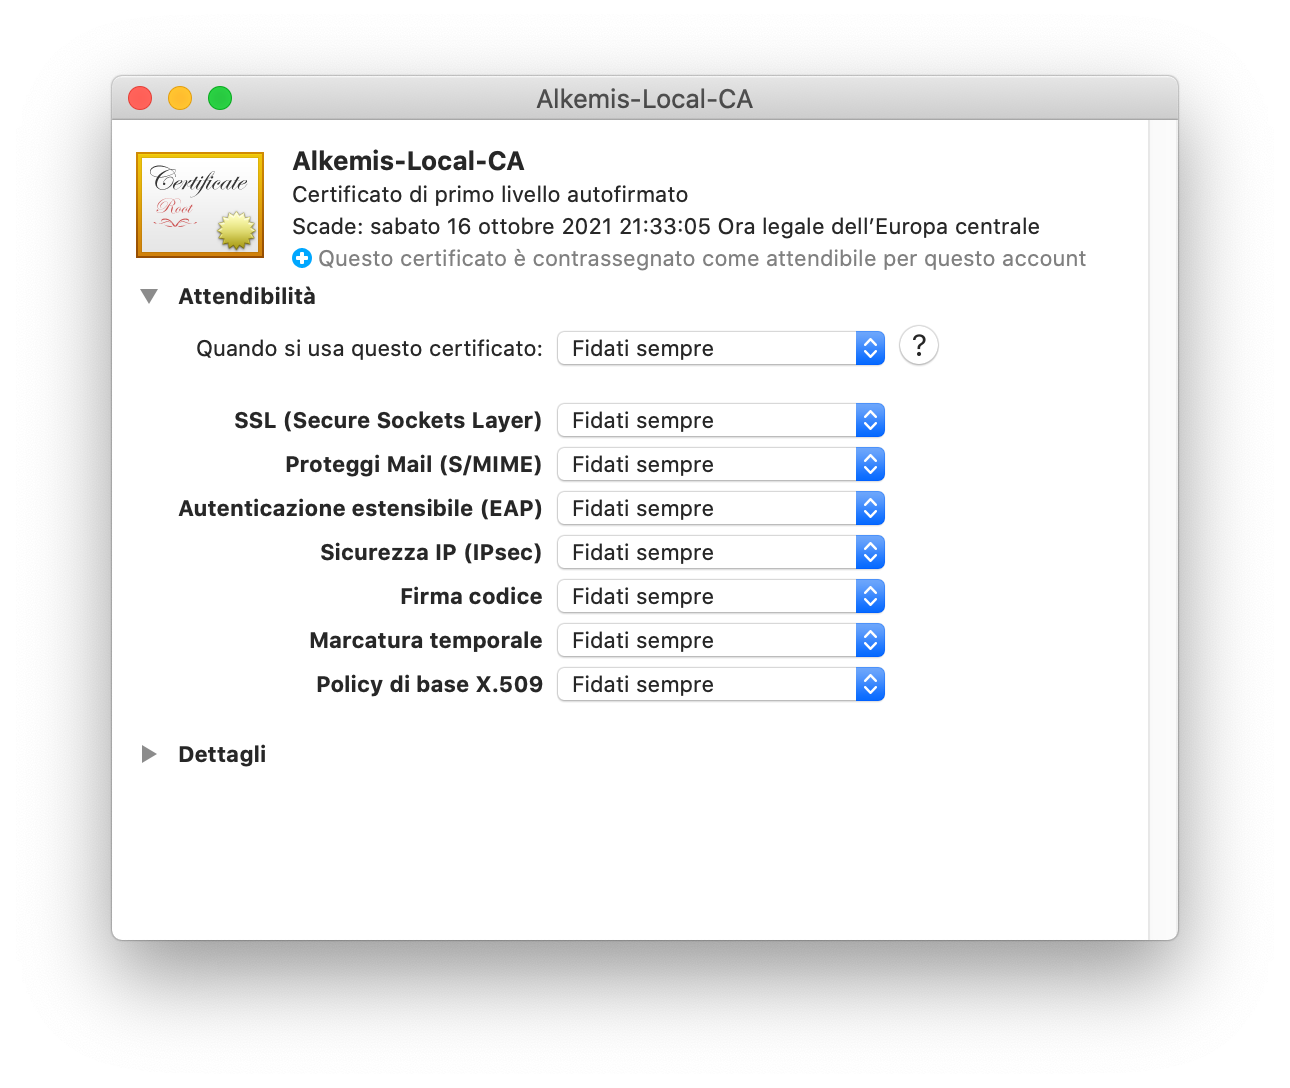 Alkemis-Local-CA
Certificate
Root
Alkemis-Local-CA
Certificato di primo livello autofirmato
Scade: sabato 16 ottobre 2021 21:33:05 Ora legale dell’Europa centrale
Questo certificato è contrassegnato come attendibile per questo account
Attendibilità
Quando si usa questo certificato: Fidati sempre ?
SSL (Secure Sockets Layer) Fidati sempre
Proteggi Mail (S/MIME) Fidati sempre
Autenticazione estensibile (EAP) Fidati sempre
Sicurezza IP (IPsec) Fidati sempre
Firma codice Fidati sempre
Marcatura temporale Fidati sempre
Policy di base X.509 Fidati sempre
Dettagli